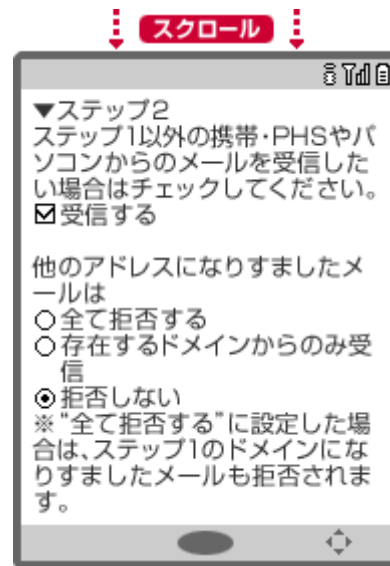 スクロール
▼ステップ2
ステップ1以外の携帯・PHSやパ
ソコンからのメールを受信した
い場合はチェックしてください。
☑受信する
他のアドレスになりすましたメ
ールは
○全て拒否する
○存在するドメインからのみ受
信
◉拒否しない
※“全て拒否する”に設定した場
合は、ステップ1のドメインにな
りすましたメールも拒否されま
す。